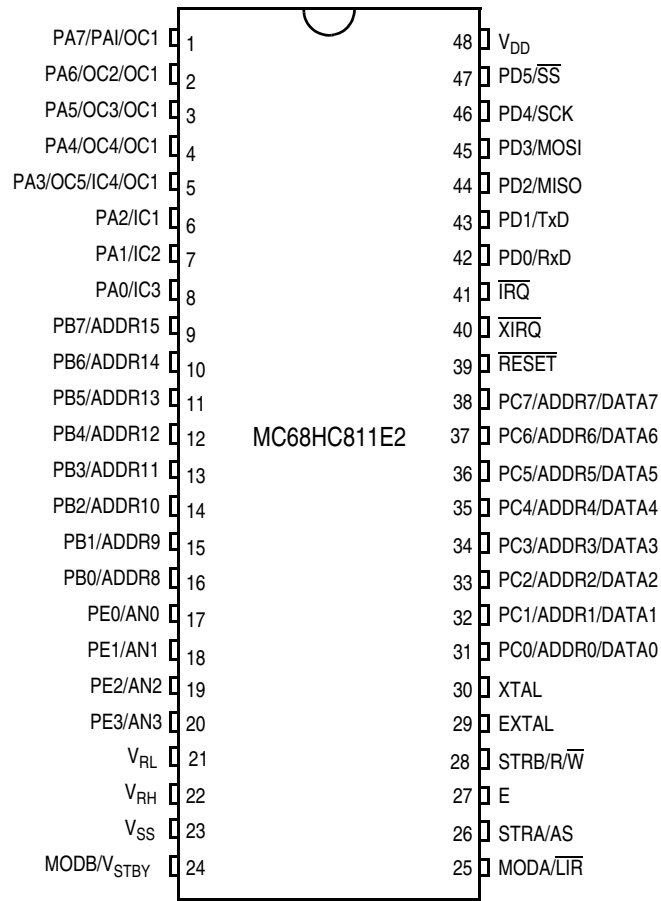 PA7/PAI/OC1 1
PA6/OC2/OC1 2
PA5/OC3/OC1 3
PA4/OC4/OC1 4
PA3/OC5/IC4/OC1 5
PA2/IC1 6
PA1/IC2 7
PA0/IC3 8
PB7/ADDR15 9
PB6/ADDR14 10
PB5/ADDR13 11
PB4/ADDR12 12
PB3/ADDR11 13
PB2/ADDR10 14
PB1/ADDR9 15
PB0/ADDR8 16
PE0/AN0 17
PE1/AN1 18
PE2/AN2 19
PE3/AN3 20
VRL 21
VRH 22
VSS 23
MODB/VSTBY 24
MC68HC811E2
48 VDD
47 PD5/S̅S̅
46 PD4/SCK
45 PD3/MOSI
44 PD2/MISO
43 PD1/TxD
42 PD0/RxD
41 I̅R̅Q̅
40 X̅I̅R̅Q̅
39 R̅E̅S̅E̅T̅
38 PC7/ADDR7/DATA7
37 PC6/ADDR6/DATA6
36 PC5/ADDR5/DATA5
35 PC4/ADDR4/DATA4
34 PC3/ADDR3/DATA3
33 PC2/ADDR2/DATA2
32 PC1/ADDR1/DATA1
31 PC0/ADDR0/DATA0
30 XTAL
29 EXTAL
28 STRB/R/W̅
27 E
26 STRA/AS
25 MODA/L̅I̅R̅